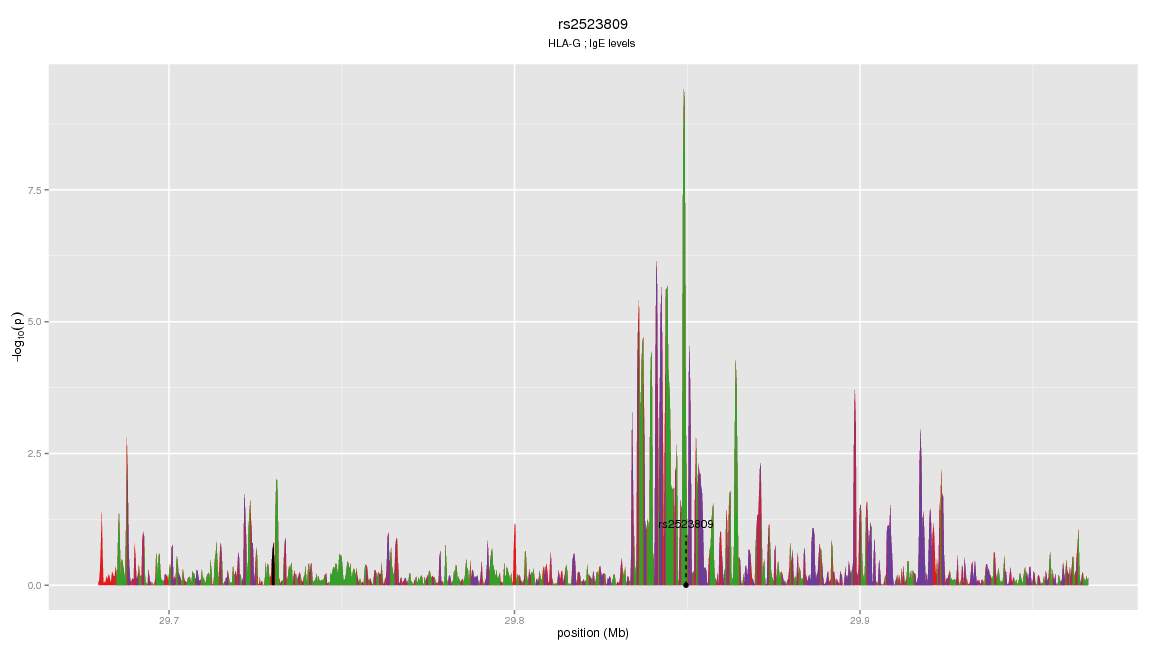 rs2523809
HLA-G ; IgE levels
7.5
5.0
2.5
0.0
−log10(p)
rs2523809
29.7
29.8
29.9
position (Mb)